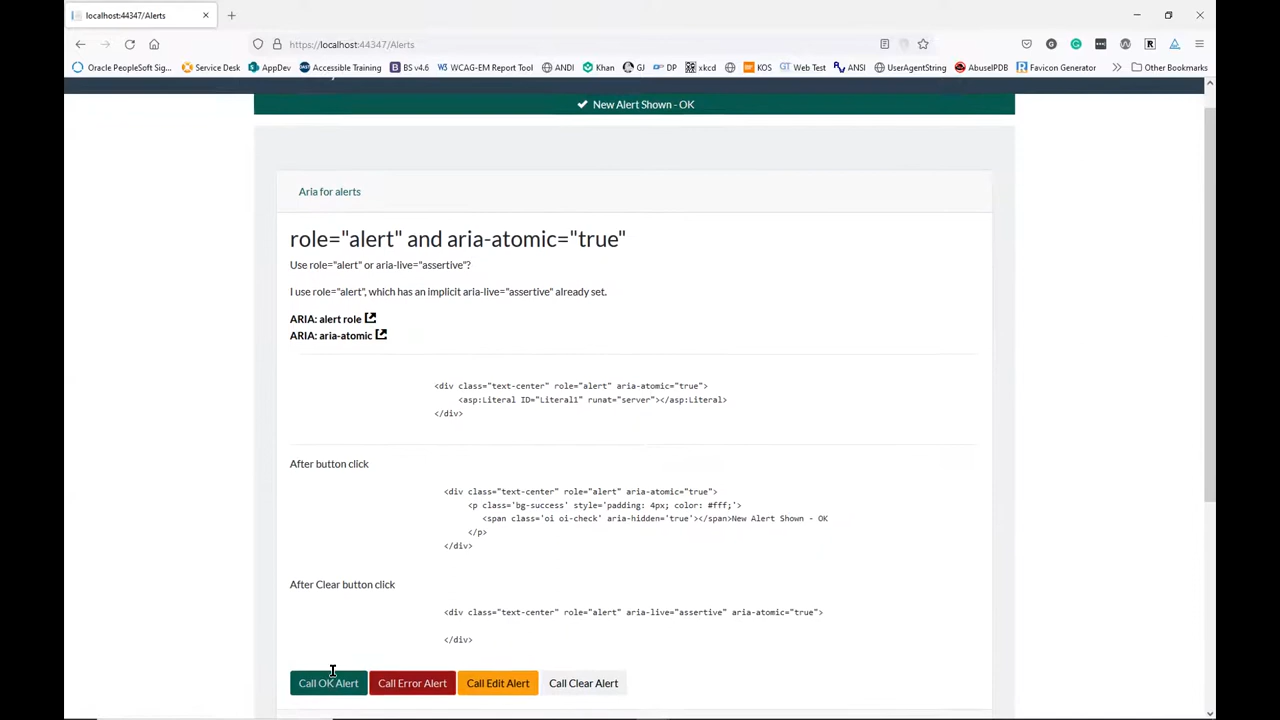 localhost:44347/Alerts
https://localhost:44347/Alerts
Oracle PeopleSoft Sig... Service Desk AppDev Accessible Training BS v4.6 WCAG-EM Report Tool ANDI Khan GJ DP xkcd KOS Web Test ANSI UserAgentString AbuseIPDB Favicon Generator Other Bookmarks
New Alert Shown - OK
Aria for alerts
role="alert" and aria-atomic="true"
Use role="alert" or aria-live="assertive"?
I use role="alert", which has an implicit aria-live="assertive" already set.
ARIA: alert role
ARIA: aria-atomic
<div class="text-center" role="alert" aria-atomic="true">
<asp:Literal ID="Literal1" runat="server"></asp:Literal>
</div>
After button click
<div class="text-center" role="alert" aria-atomic="true">
<p class='bg-success' style='padding: 4px; color: #fff;'>
<span class='oi oi-check' aria-hidden='true'></span>New Alert Shown - OK
</p>
</div>
After Clear button click
<div class="text-center" role="alert" aria-live="assertive" aria-atomic="true">
</div>
Call OK Alert Call Error Alert Call Edit Alert Call Clear Alert